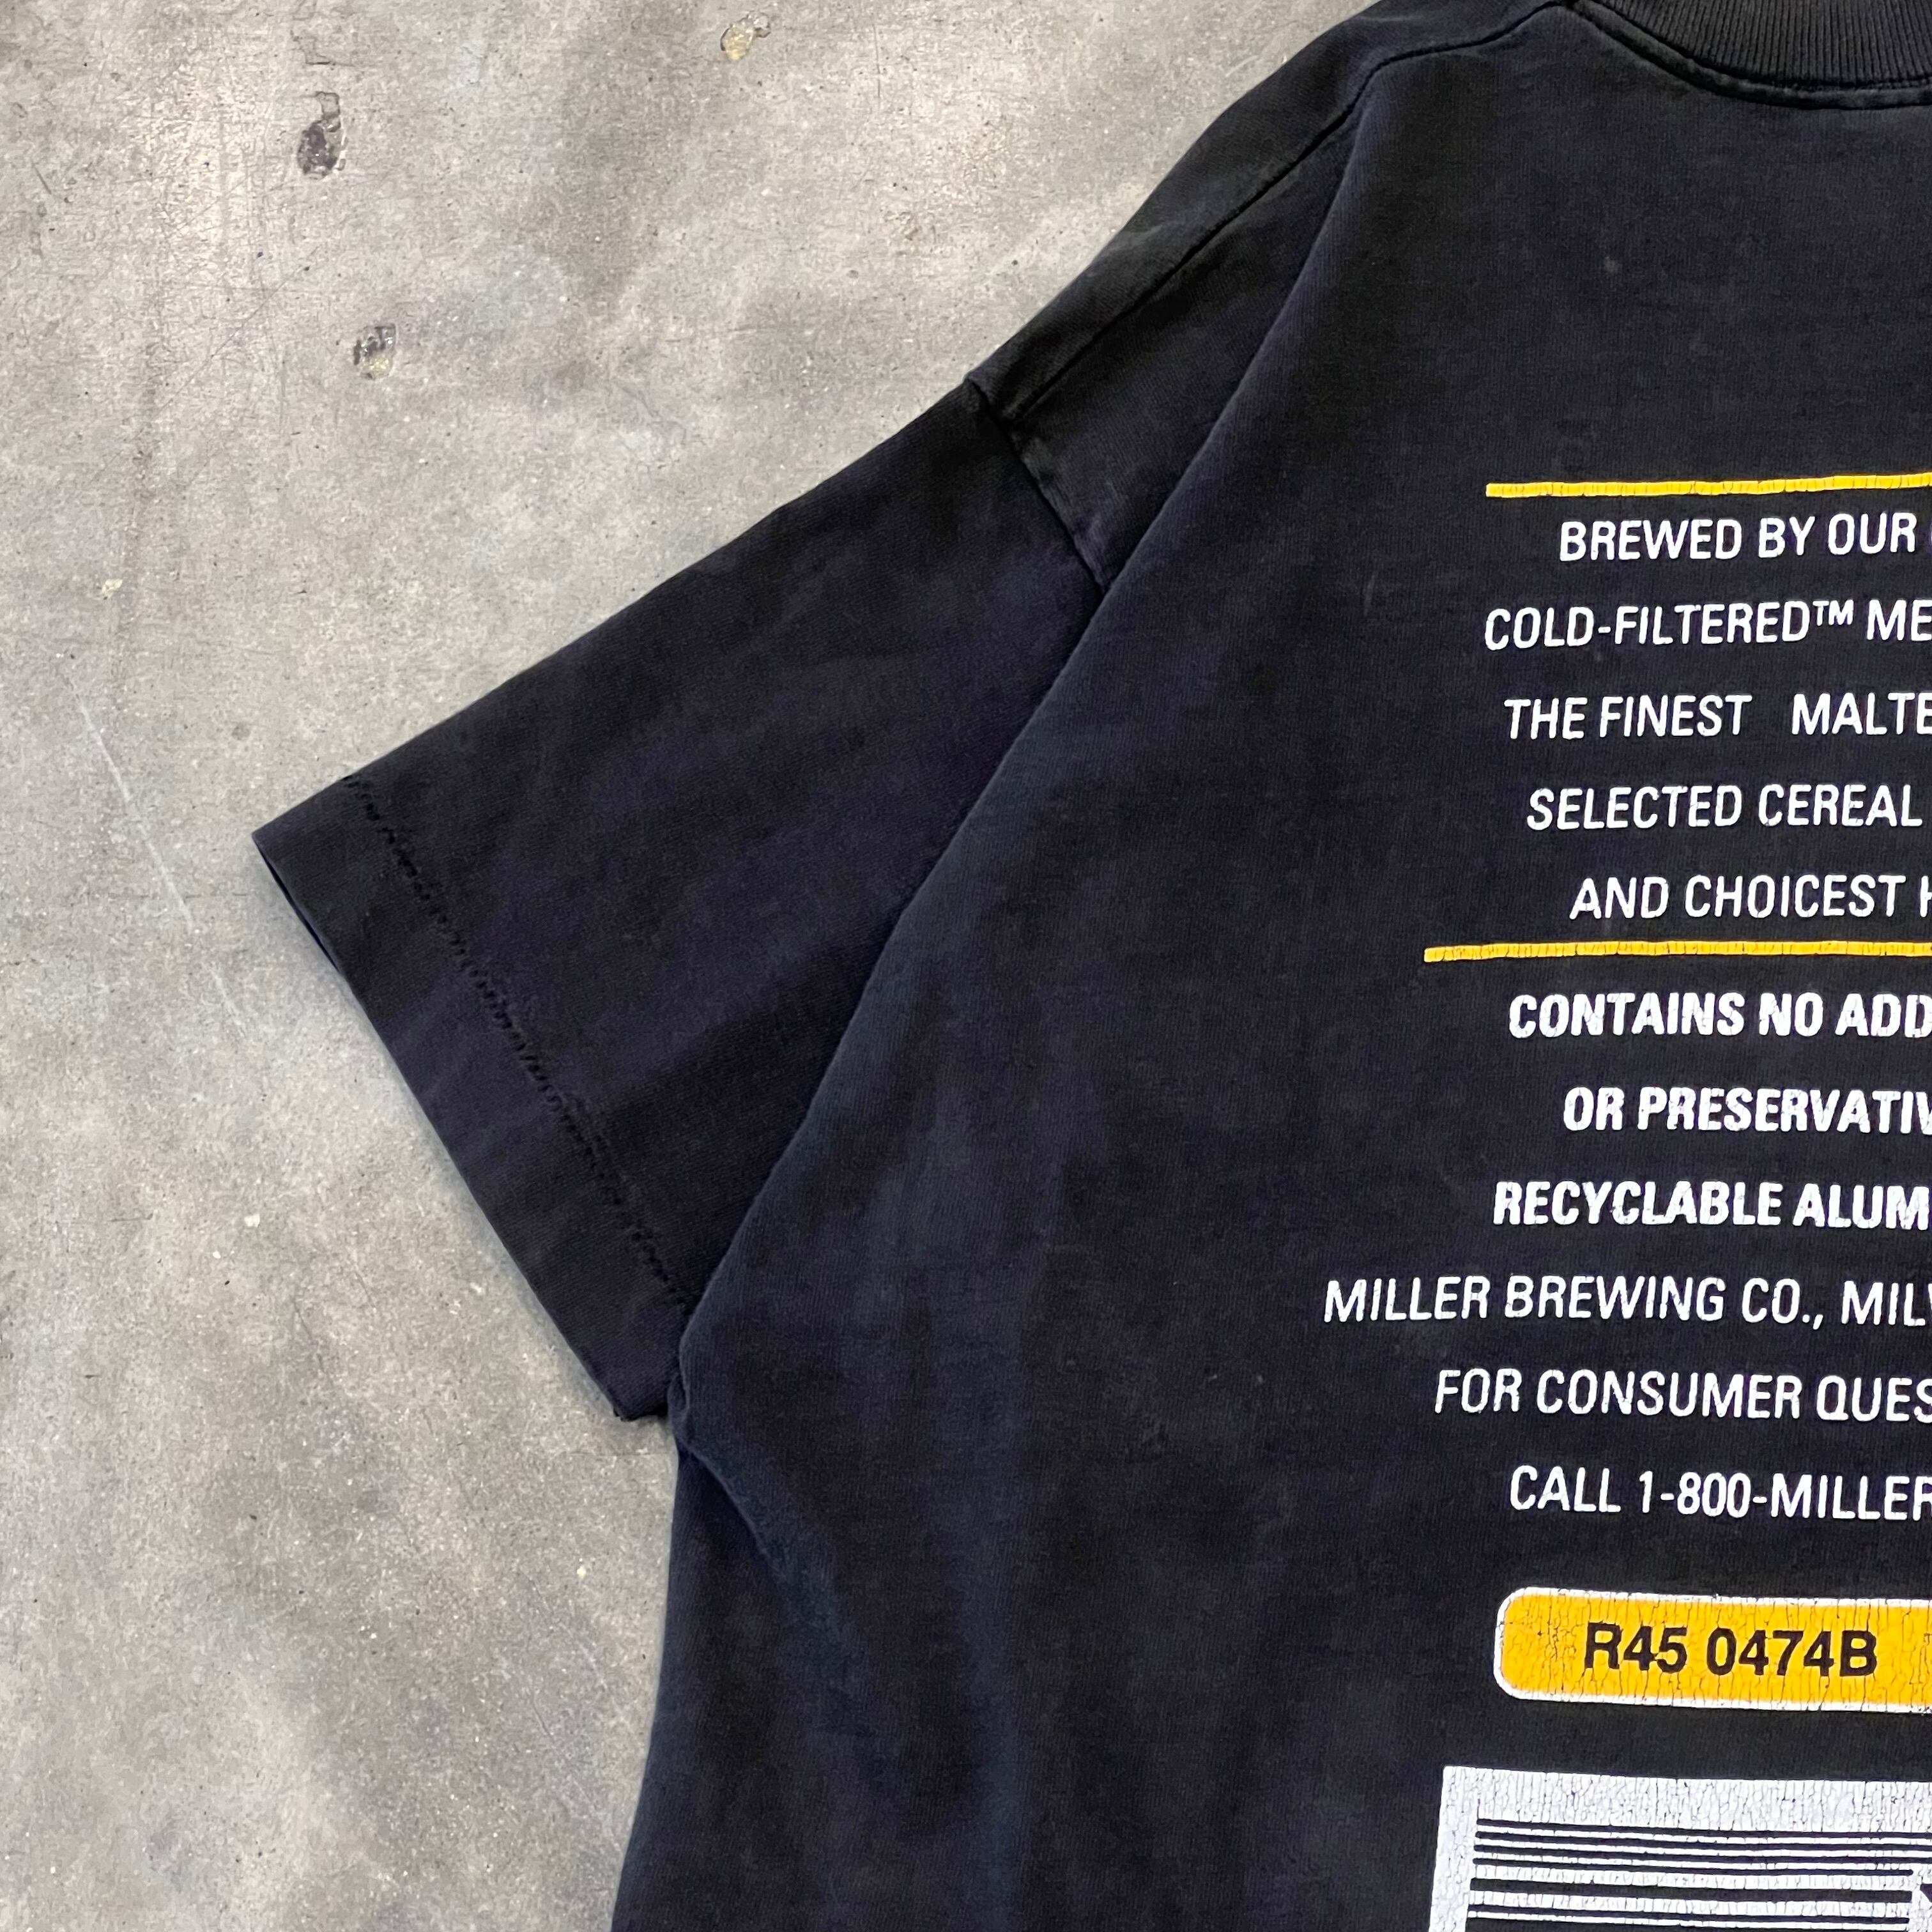 BREWED BY OUR
COLD-FILTERED™ ME
THE FINEST MALTE
SELECTED CEREAL
AND CHOICEST H
CONTAINS NO ADD
OR PRESERVATIV
RECYCLABLE ALUM
MILLER BREWING CO., MILW
FOR CONSUMER QUES
CALL 1-800-MILLER
R45 0474B